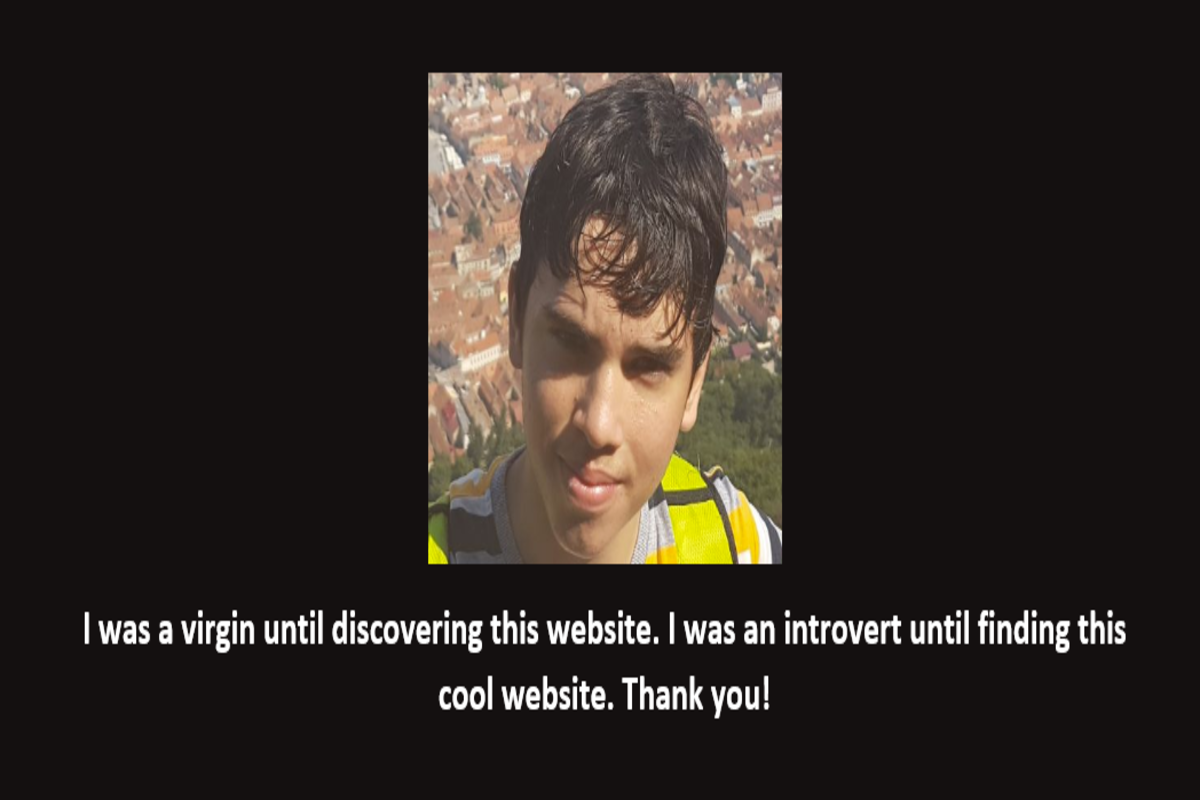 I was a virgin until discovering this website. I was an introvert until finding this
cool website. Thank you!